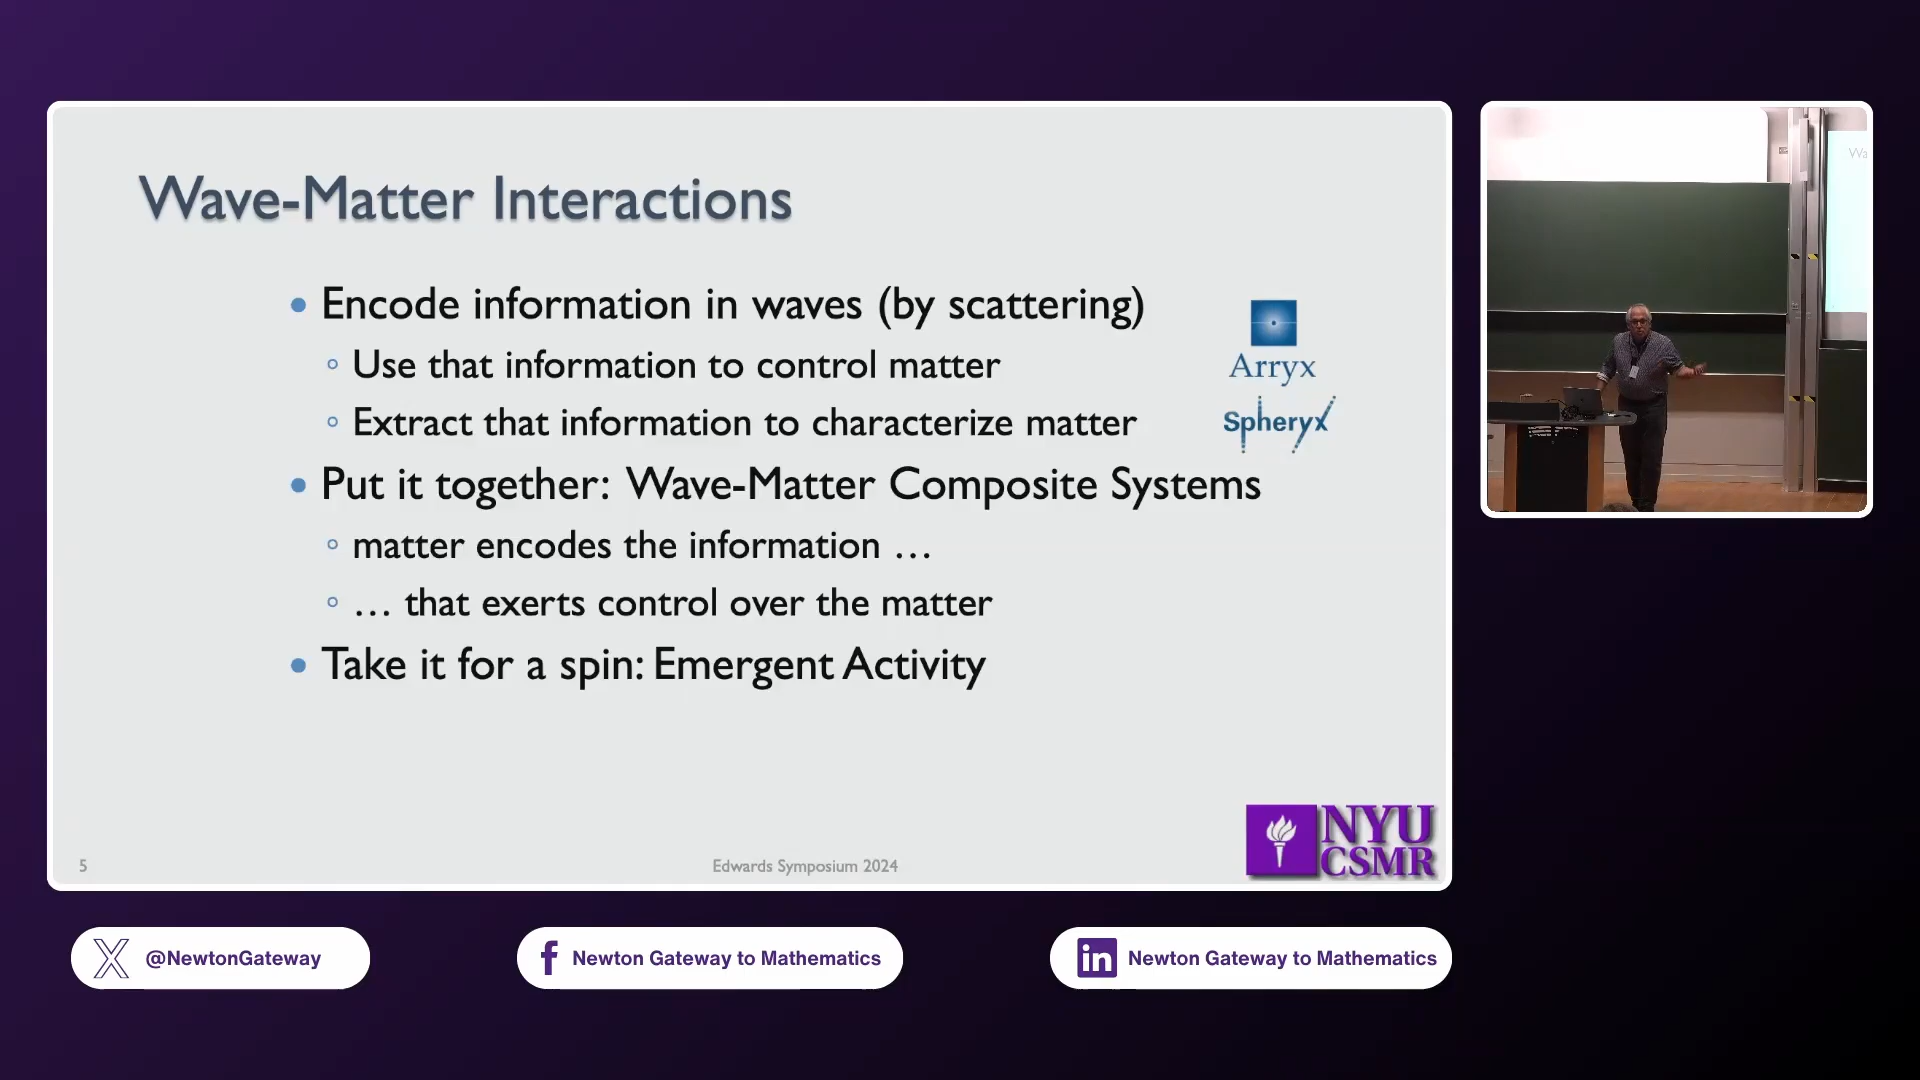 Wave-Matter Interactions
• Encode information in waves (by scattering)
◦ Use that information to control matter
◦ Extract that information to characterize matter
Arryx
Spheryx
• Put it together: Wave-Matter Composite Systems
◦ matter encodes the information …
◦ … that exerts control over the matter
• Take it for a spin: Emergent Activity
5
Edwards Symposium 2024
NYU
CSMR
Wa
@NewtonGateway
Newton Gateway to Mathematics
Newton Gateway to Mathematics